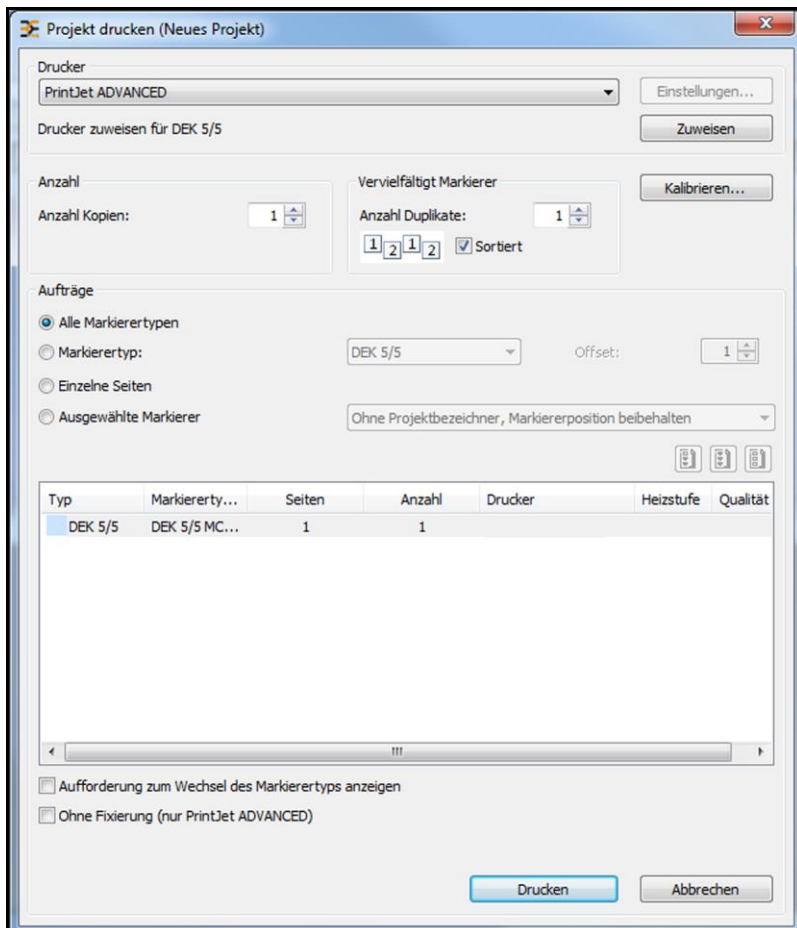 Projekt drucken (Neues Projekt)
Drucker
PrintJet ADVANCED
Einstellungen...
Drucker zuweisen für DEK 5/5
Zuweisen
Anzahl
Vervielfältigt Markierer
Kalibrieren...
Anzahl Kopien: 1
Anzahl Duplikate: 1
1 2 1 2
Sortiert
Aufträge
Alle Markierertypen
Markierertyp: DEK 5/5 Offset: 1
Einzelne Seiten
Ausgewählte Markierer Ohne Projektbezeichner, Markiererposition beibehalten
Typ Markiererty... Seiten Anzahl Drucker Heizstufe Qualität
DEK 5/5 DEK 5/5 MC... 1 1
Aufforderung zum Wechsel des Markierertyps anzeigen
Ohne Fixierung (nur PrintJet ADVANCED)
Drucken
Abbrechen